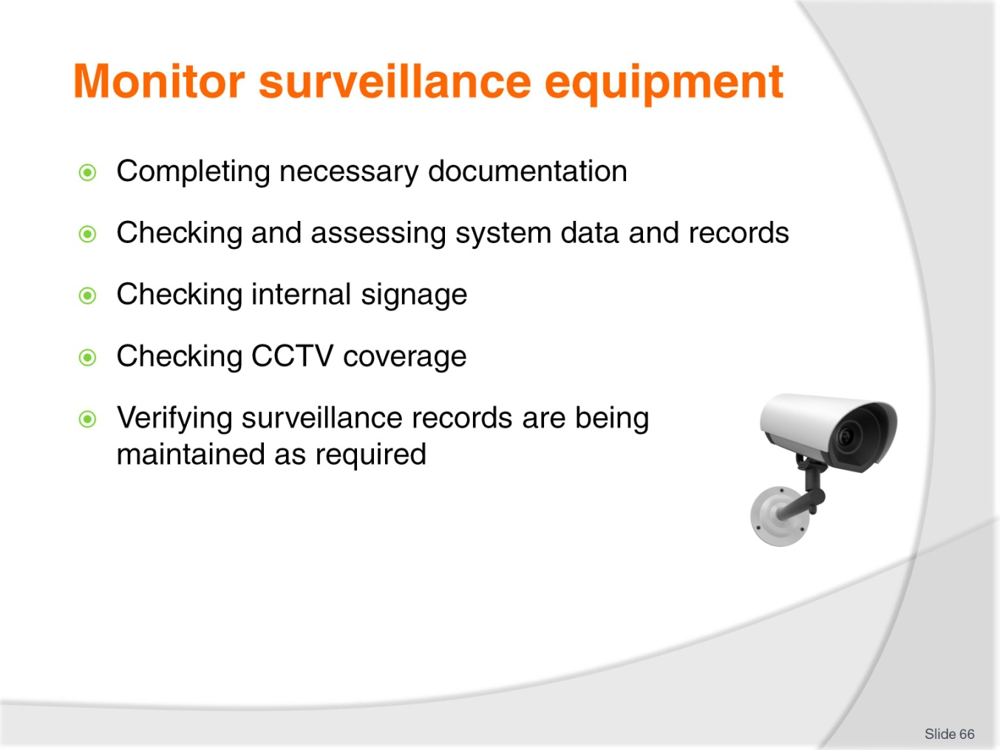 Monitor surveillance equipment
Completing necessary documentation
Checking and assessing system data and records
Checking internal signage
Checking CCTV coverage
Verifying surveillance records are being
maintained as required
Slide 66